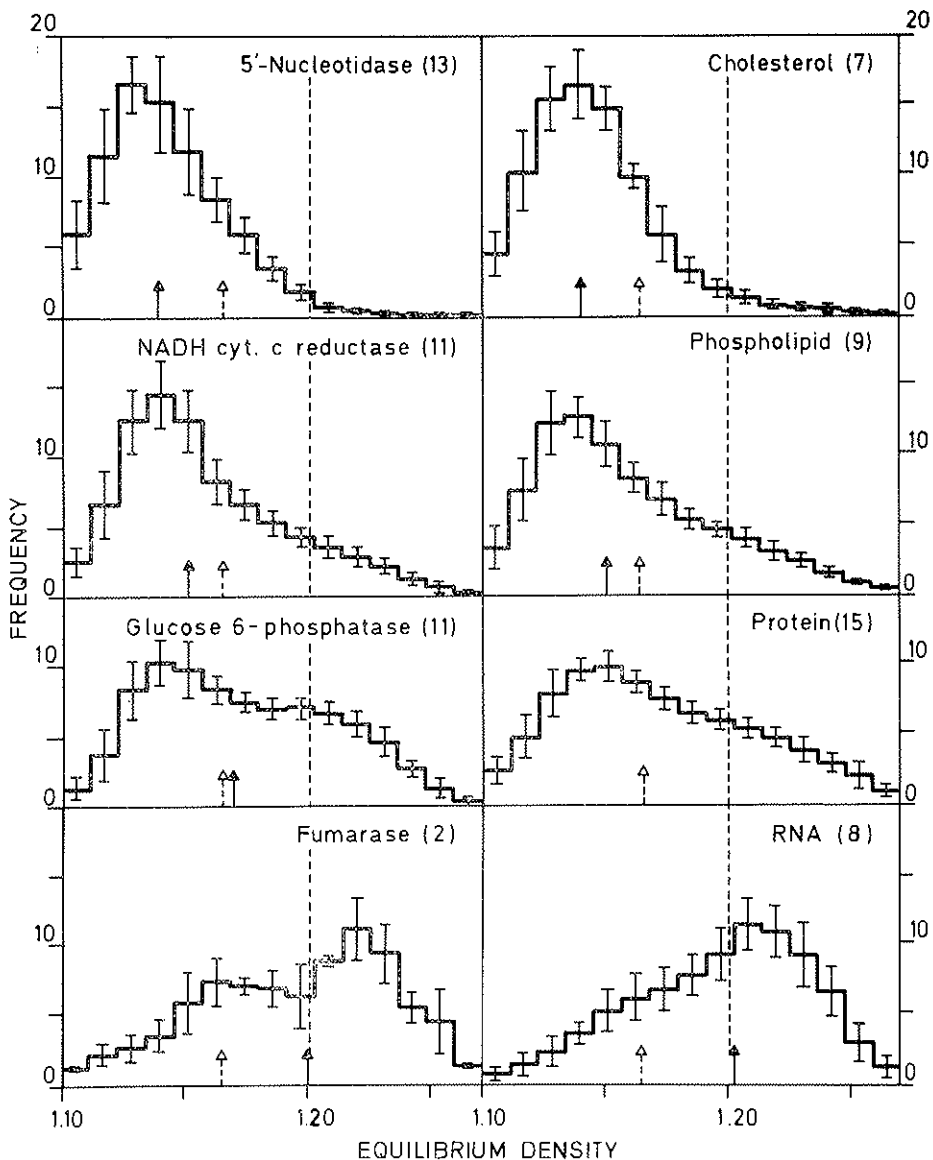 20 20
5'-Nucleotidase (13) Cholesterol (7)
10 10
0 0
NADH cyt. c reductase (11) Phospholipid (9)
10 10
0 0
Glucose 6-phosphatase (11) Protein (15)
10 10
0 0
Fumarase (2) RNA (8)
10 10
0 0
1.10 1.20 1.10 1.20
EQUILIBRIUM DENSITY
FREQUENCY